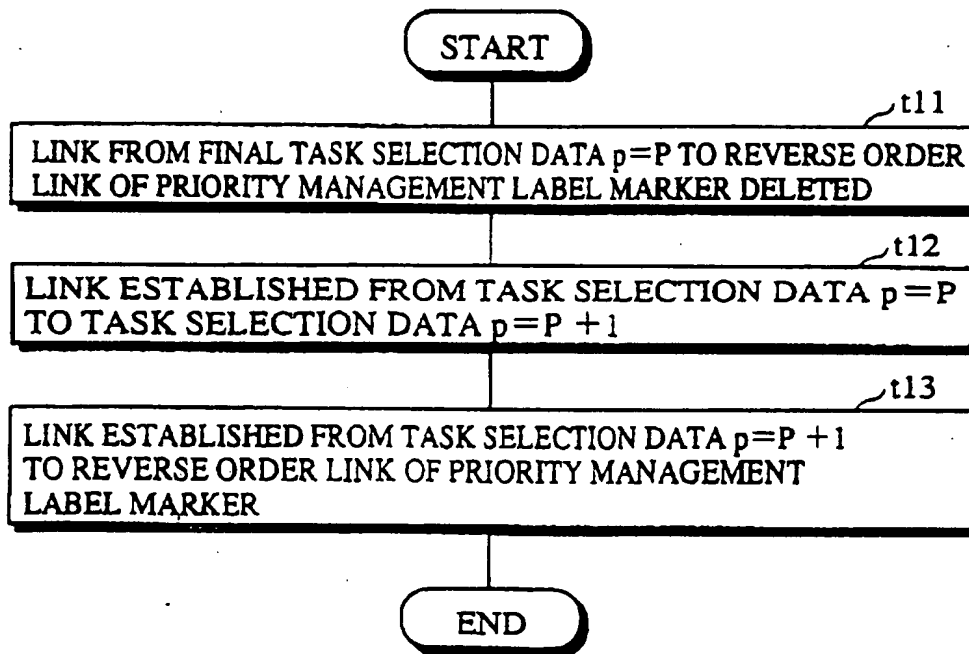 START
t11
LINK FROM FINAL TASK SELECTION DATA p=P TO REVERSE ORDER
LINK OF PRIORITY MANAGEMENT LABEL MARKER DELETED
t12
LINK ESTABLISHED FROM TASK SELECTION DATA p=P
TO TASK SELECTION DATA p=P +1
t13
LINK ESTABLISHED FROM TASK SELECTION DATA p=P +1
TO REVERSE ORDER LINK OF PRIORITY MANAGEMENT
LABEL MARKER
END